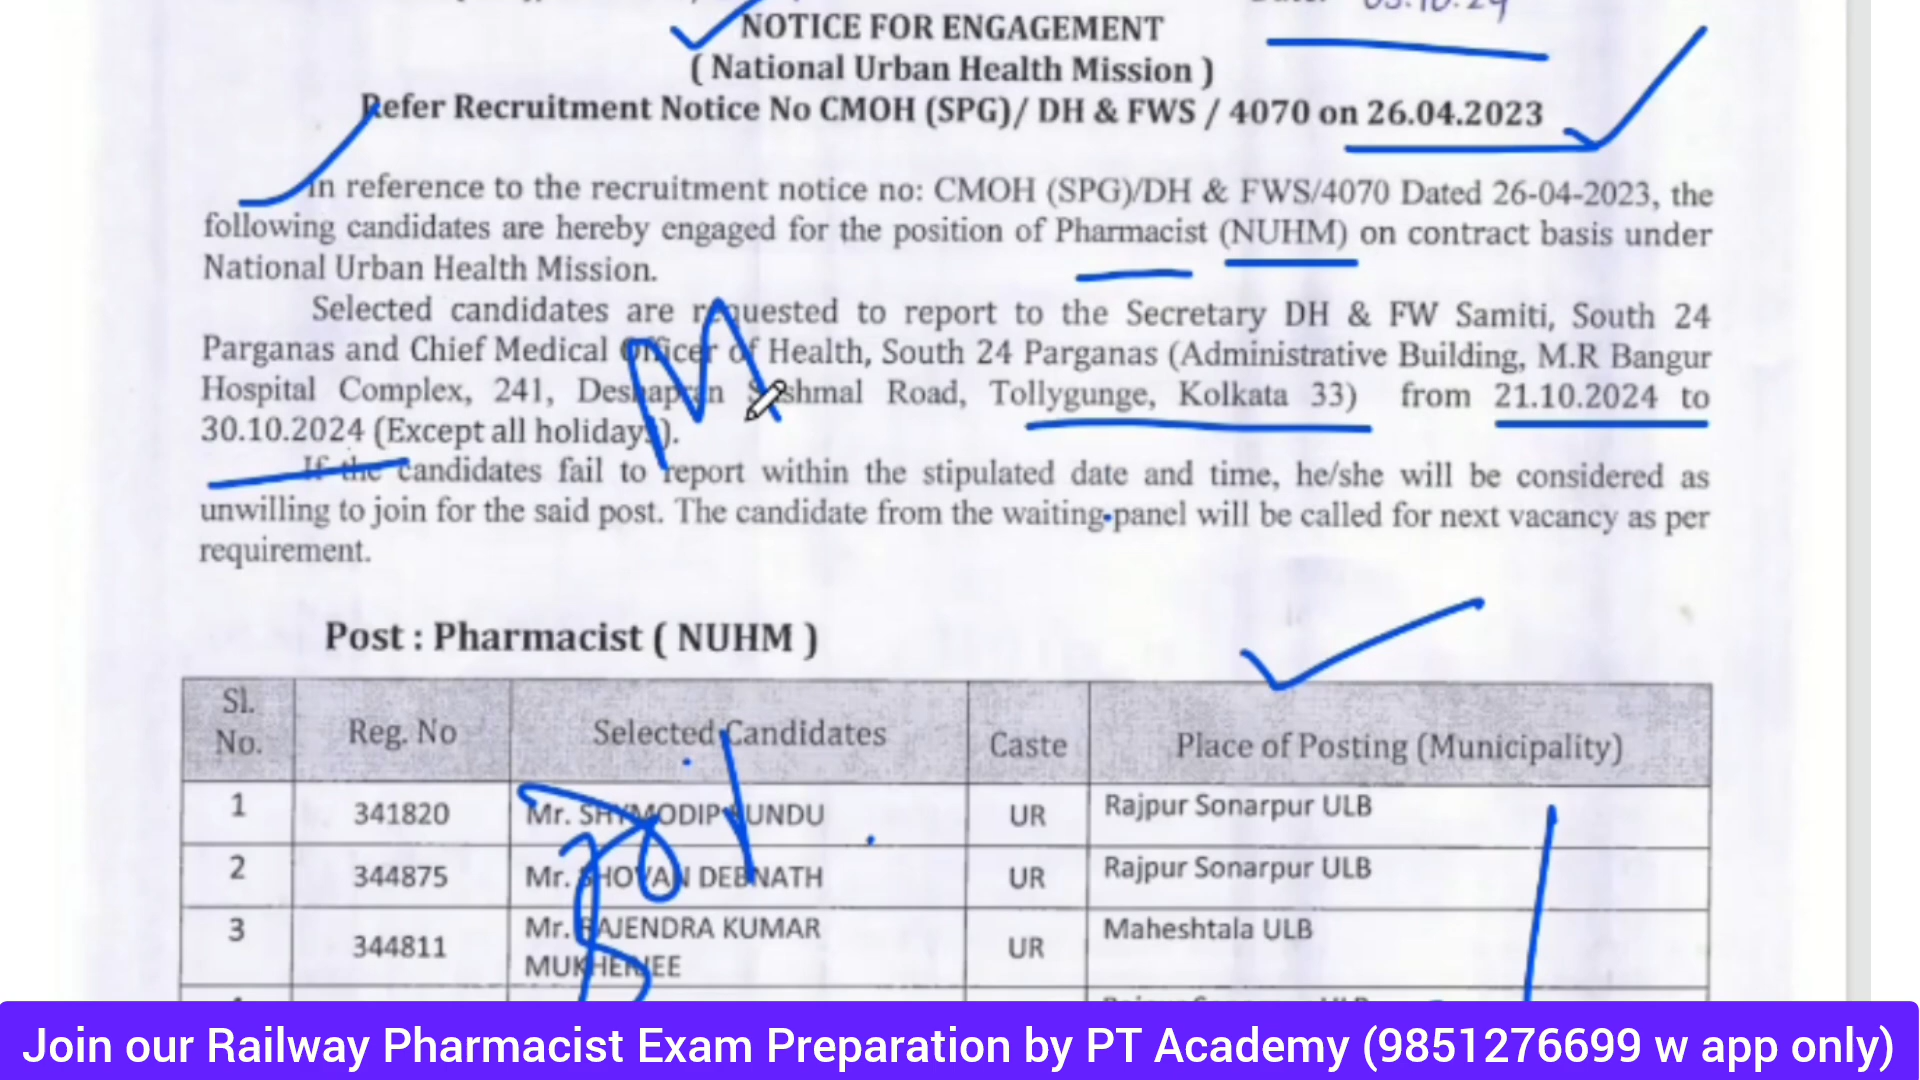 NOTICE FOR ENGAGEMENT
( National Urban Health Mission )
Refer Recruitment Notice No CMOH (SPG)/ DH & FWS / 4070 on 26.04.2023
In reference to the recruitment notice no: CMOH (SPG)/DH & FWS/4070 Dated 26-04-2023, the
following candidates are hereby engaged for the position of Pharmacist (NUHM) on contract basis under
National Urban Health Mission.
Selected candidates are requested to report to the Secretary DH & FW Samiti, South 24
Parganas and Chief Medical Officer of Health, South 24 Parganas (Administrative Building, M.R Bangur
Hospital Complex, 241, Deshapran Road, Tollygunge, Kolkata 33) from 21.10.2024 to
30.10.2024 (Except all holidays).
If the candidates fail to report within the stipulated date and time, he/she will be considered as
unwilling to join for the said post. The candidate from the waiting panel will be called for next vacancy as per
requirement.
Post : Pharmacist ( NUHM )
Sl. No. Reg. No Selected Candidates Caste Place of Posting (Municipality)
1 341820 Mr. SHYMODIP KUNDU UR Rajpur Sonarpur ULB
2 344875 Mr. SHOVAN DEBNATH UR Rajpur Sonarpur ULB
3 344811 Mr. RAJENDRA KUMAR MUKHERJEE UR Maheshtala ULB
Join our Railway Pharmacist Exam Preparation by PT Academy (9851276699 w app only)